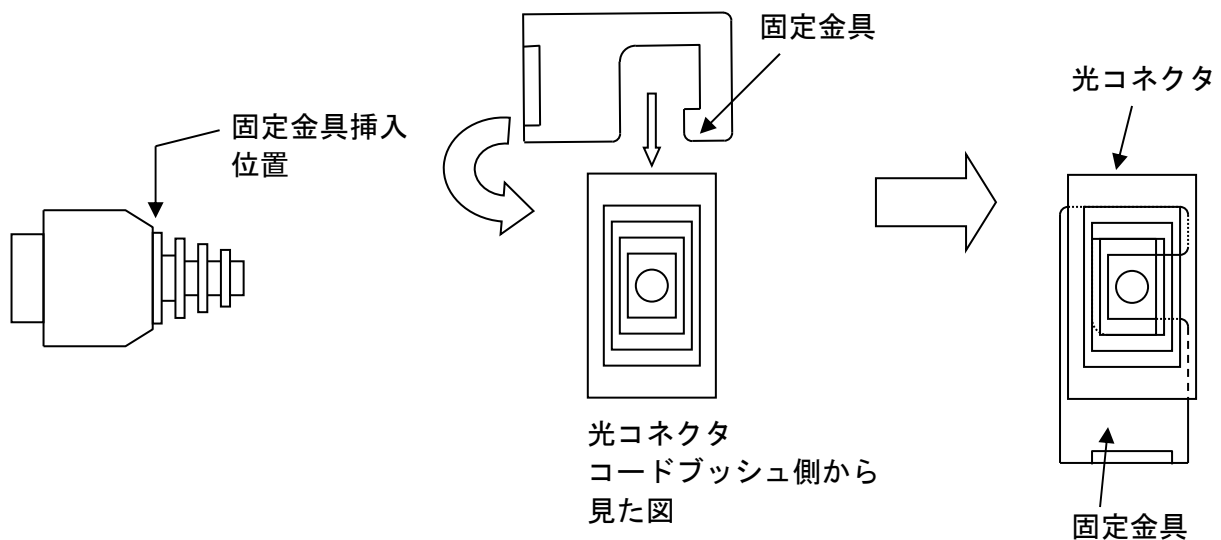 固定金具挿入
位置
固定金具
光コネクタ
コードブッシュ側から
見た図
光コネクタ
固定金具